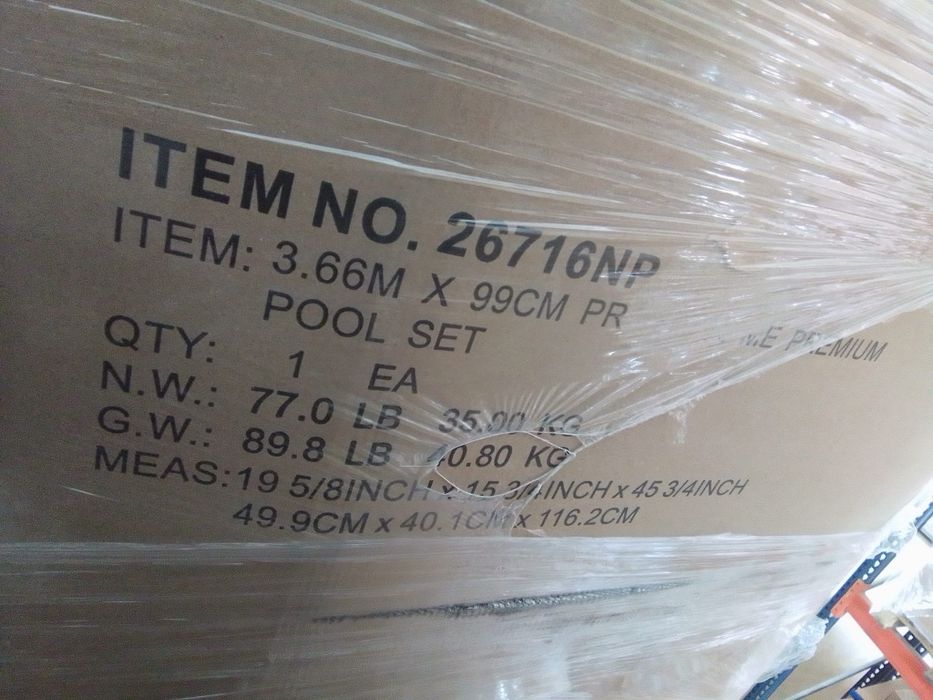 ITEM NO. 26716NP
ITEM: 3.66M X 99CM PR ME PREMIUM
POOL SET
QTY: 1 EA
N.W.: 77.0 LB 35.00 KG
G.W.: 89.8 LB 40.80 KG
MEAS: 19 5/8INCH x 15 3/4INCH x 45 3/4INCH
49.9CM x 40.1CM x 116.2CM